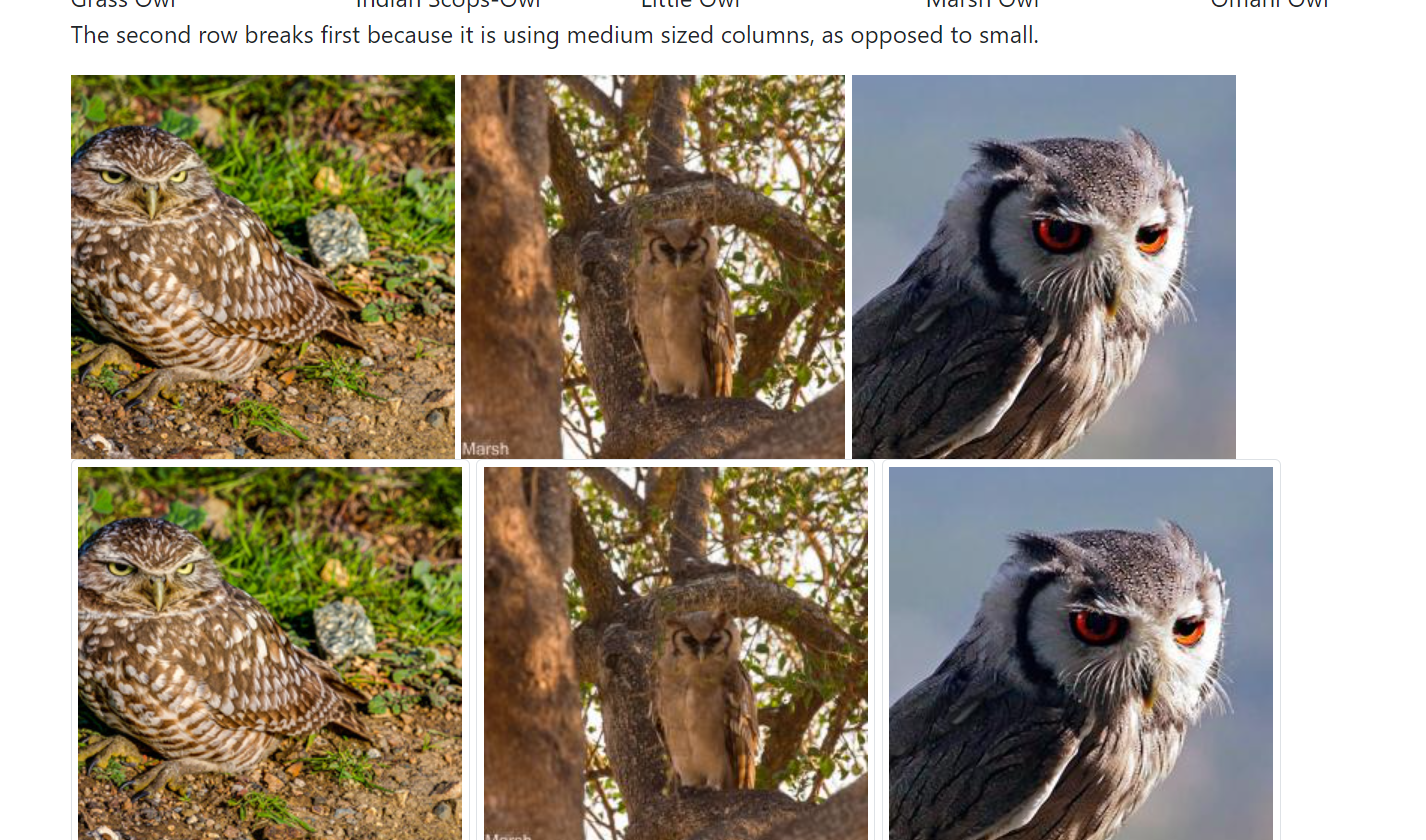 Grass Owl Indian Scops-Owl Little Owl Marsh Owl Omani Owl
The second row breaks first because it is using medium sized columns, as opposed to small.
Marsh
Marsh